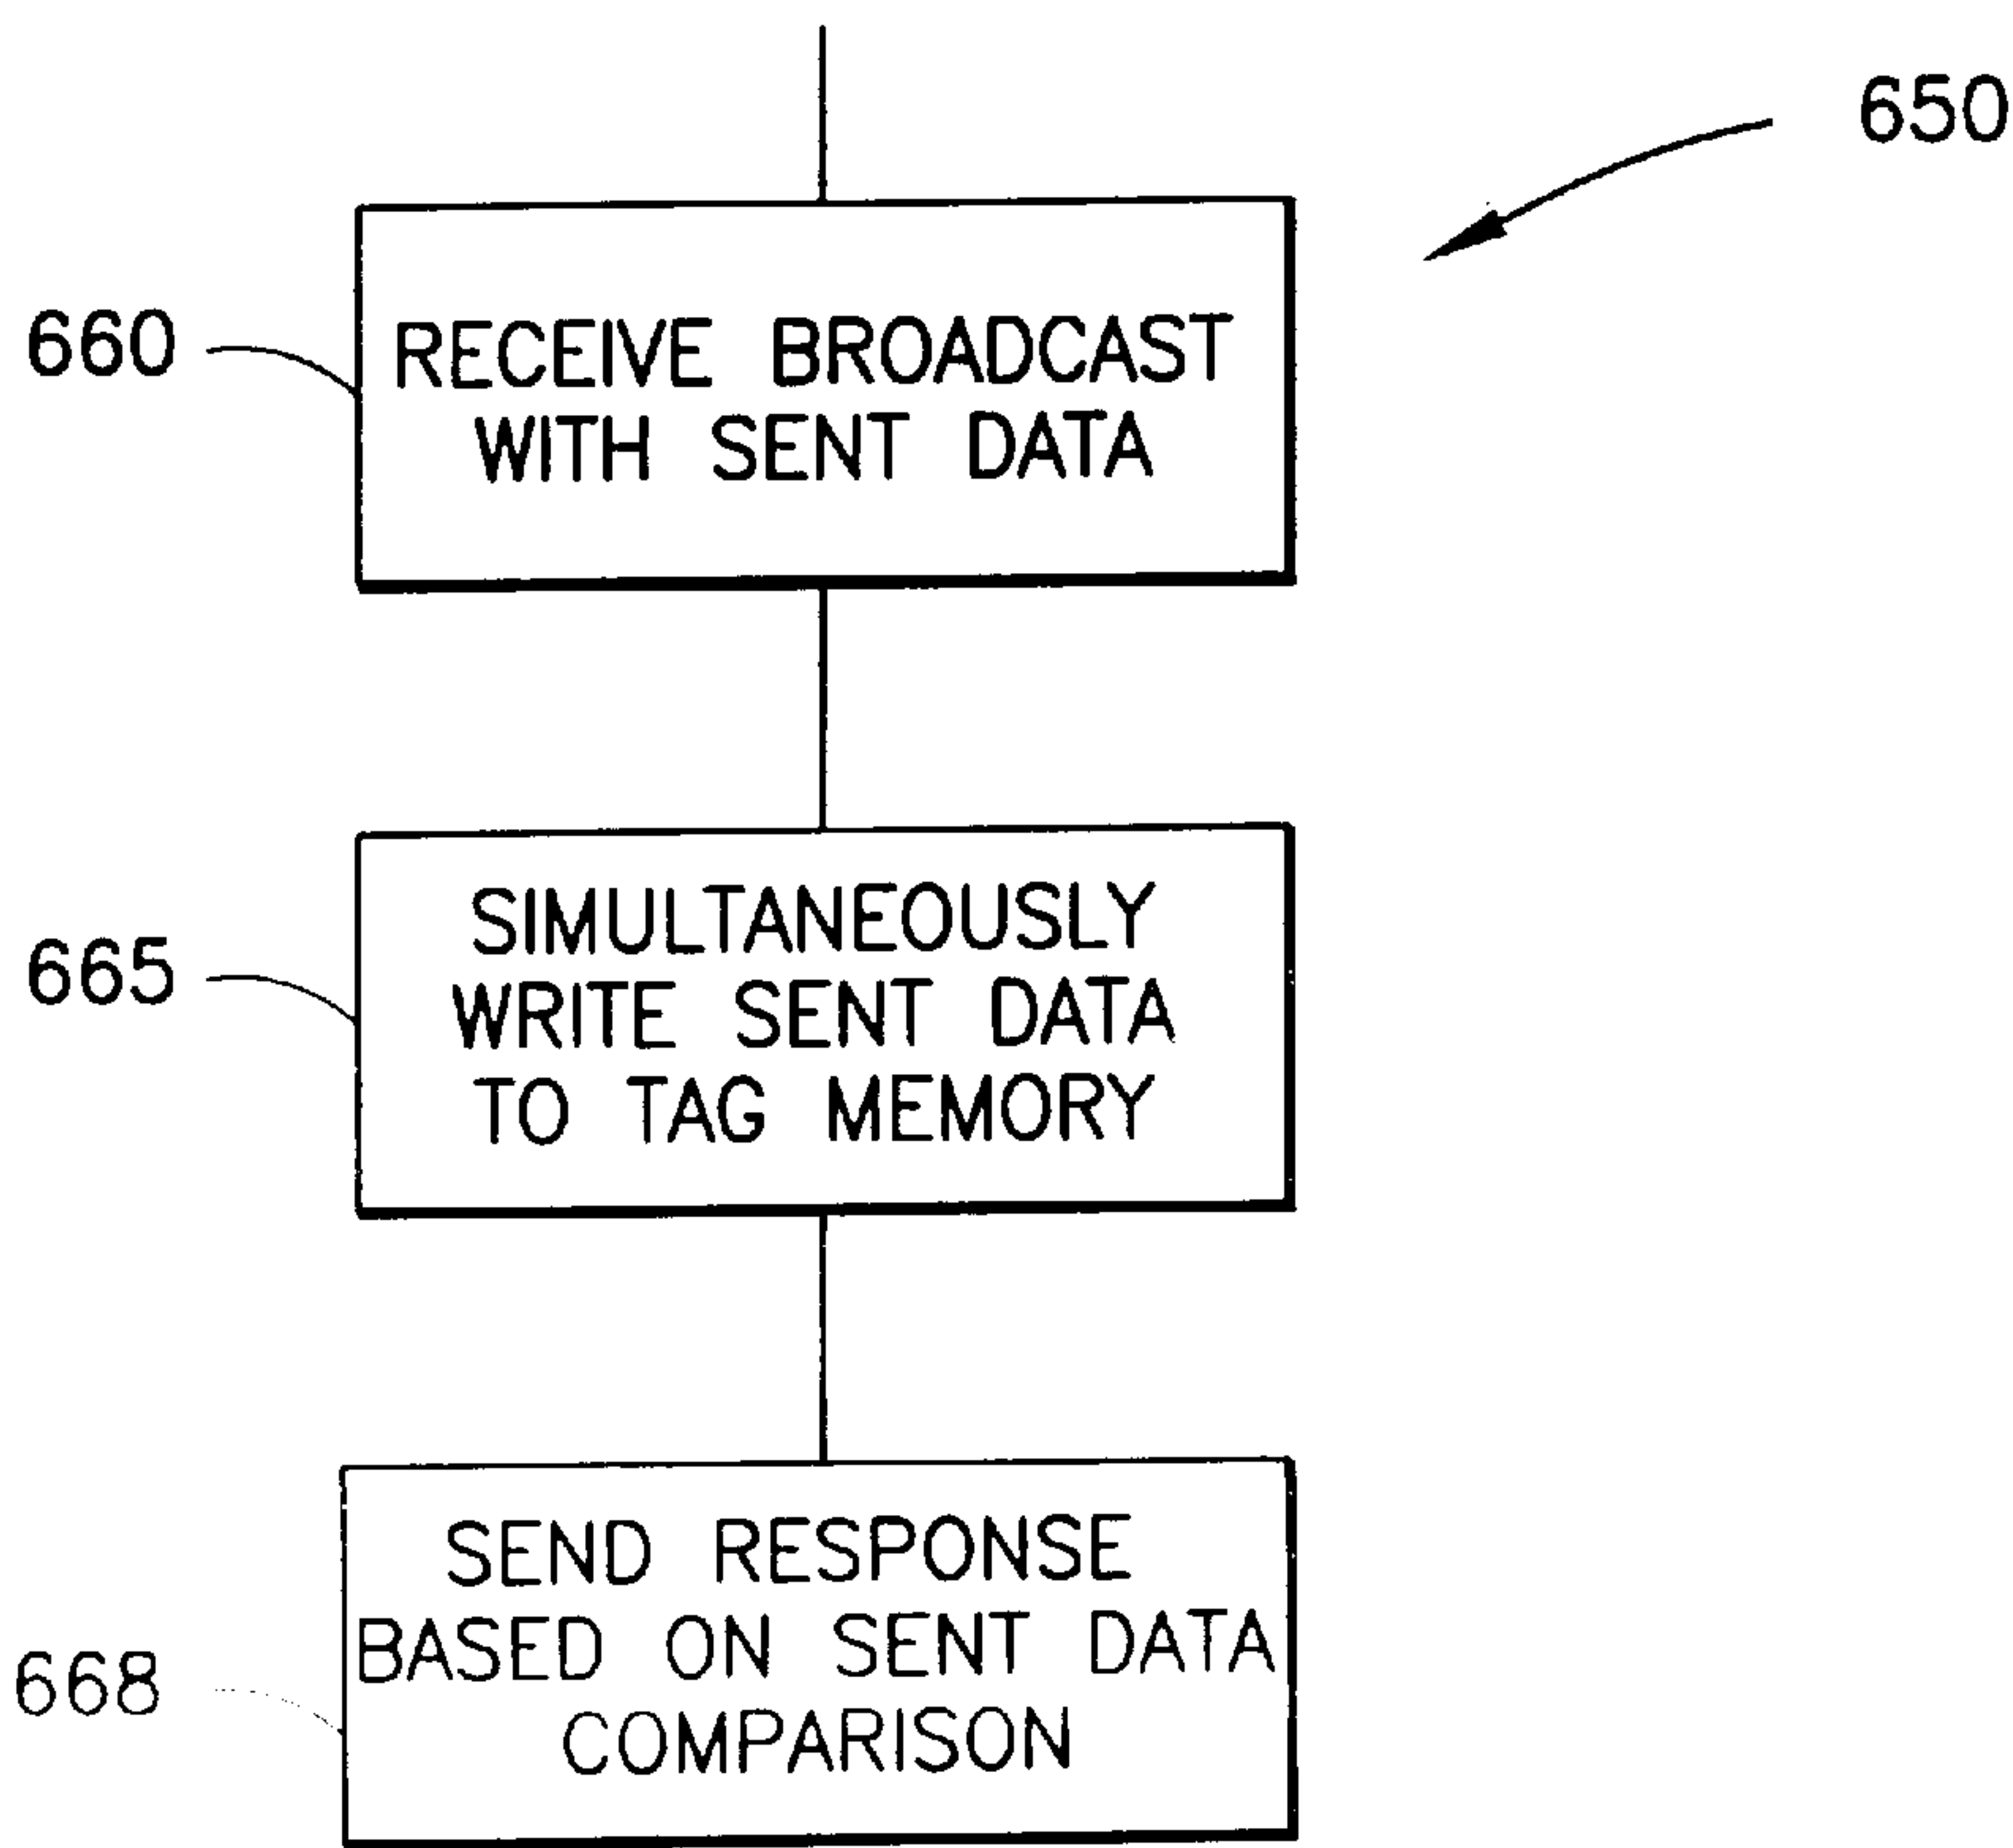 650
660
RECEIVE BROADCAST
WITH SENT DATA
665
SIMULTANEOUSLY
WRITE SENT DATA
TO TAG MEMORY
668
SEND RESPONSE
BASED ON SENT DATA
COMPARISON